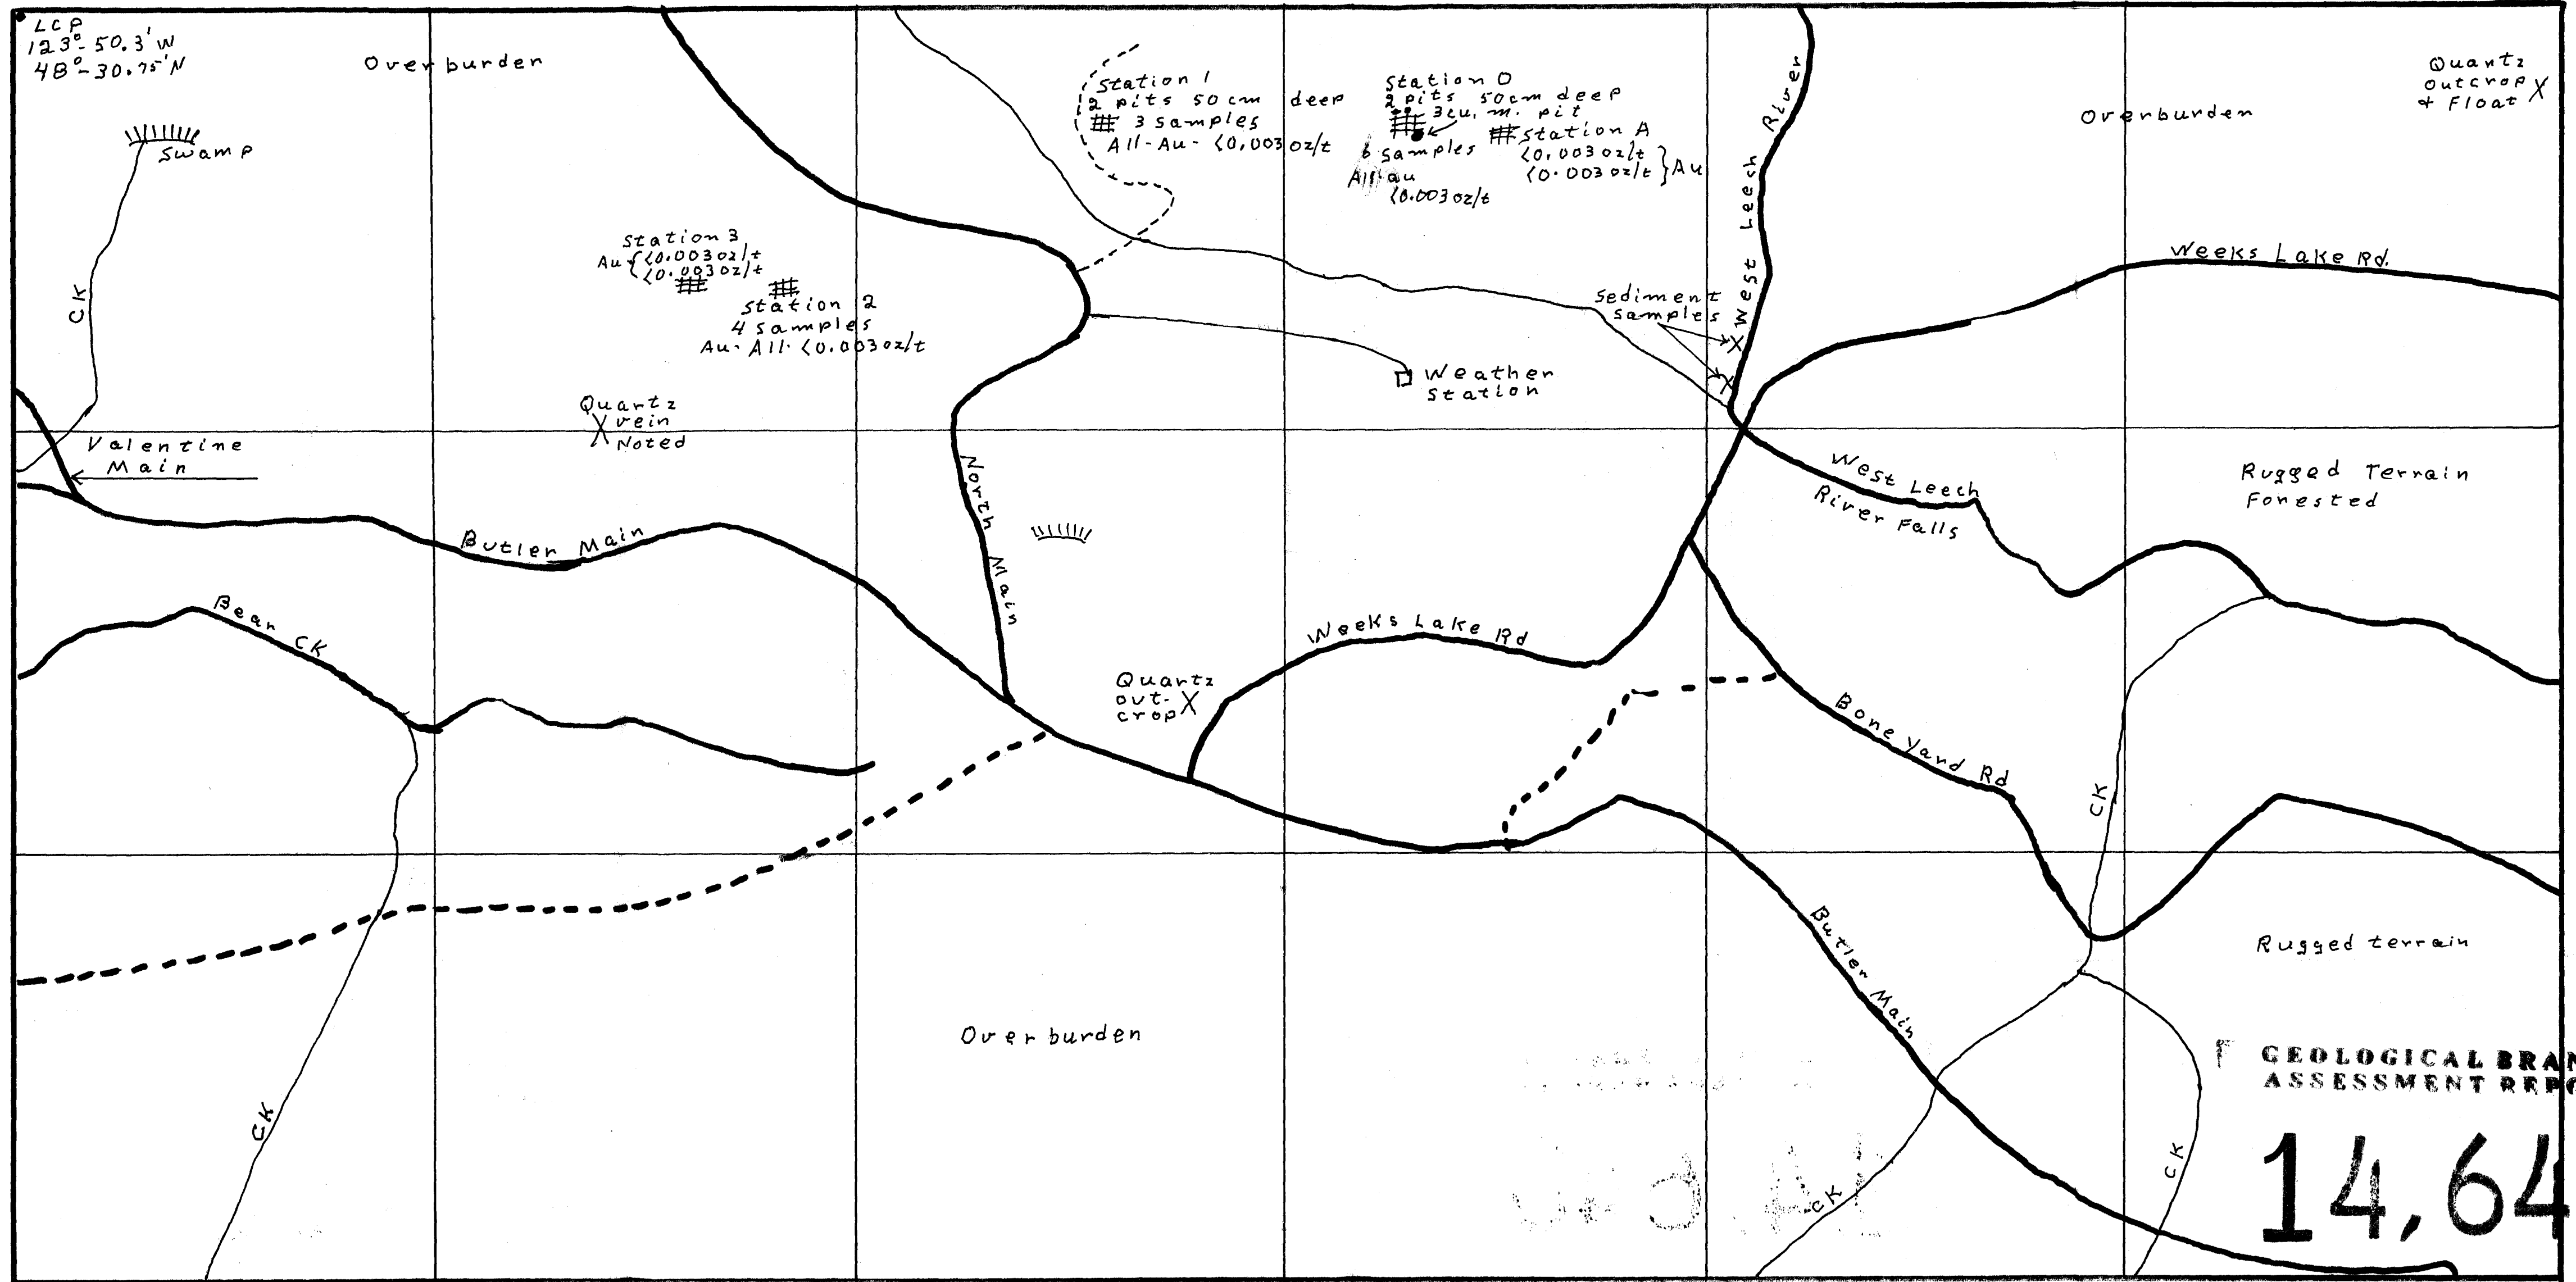 LCP
123°-50.3'W
48°-30.75'N
Overburden
Swamp
CK
Station 1
2 pits 50 cm deep
3 samples
All-Au-<0.003 oz/t
Station 0
2 pits 50cm deep
3cu. m. pit
Station A
<0.003 oz/t
<0.003 oz/t } Au
6 samples
All au
<0.003 oz/t
West Leech River
Overburden
Quartz
Outcrop X
& Float
Station 3
Au { <0.003 oz/t
<0.003 oz/t
Station 2
4 samples
Au-All-<0.003 oz/t
Sediment
samples
X
X
Weeks Lake Rd.
Weather
Station
Quartz
X vein
Noted
Valentine
Main
North Main
West Leech
River Falls
Rugged Terrain
Forested
Butler Main
Bear CK
Weeks Lake Rd
Quartz
out- X
crop
Bone Yard Rd
CK
Butler Main
Rugged terrain
Overburden
CK
CK
CK
GEOLOGICAL BRAN
ASSESSMENT REPO
14,64